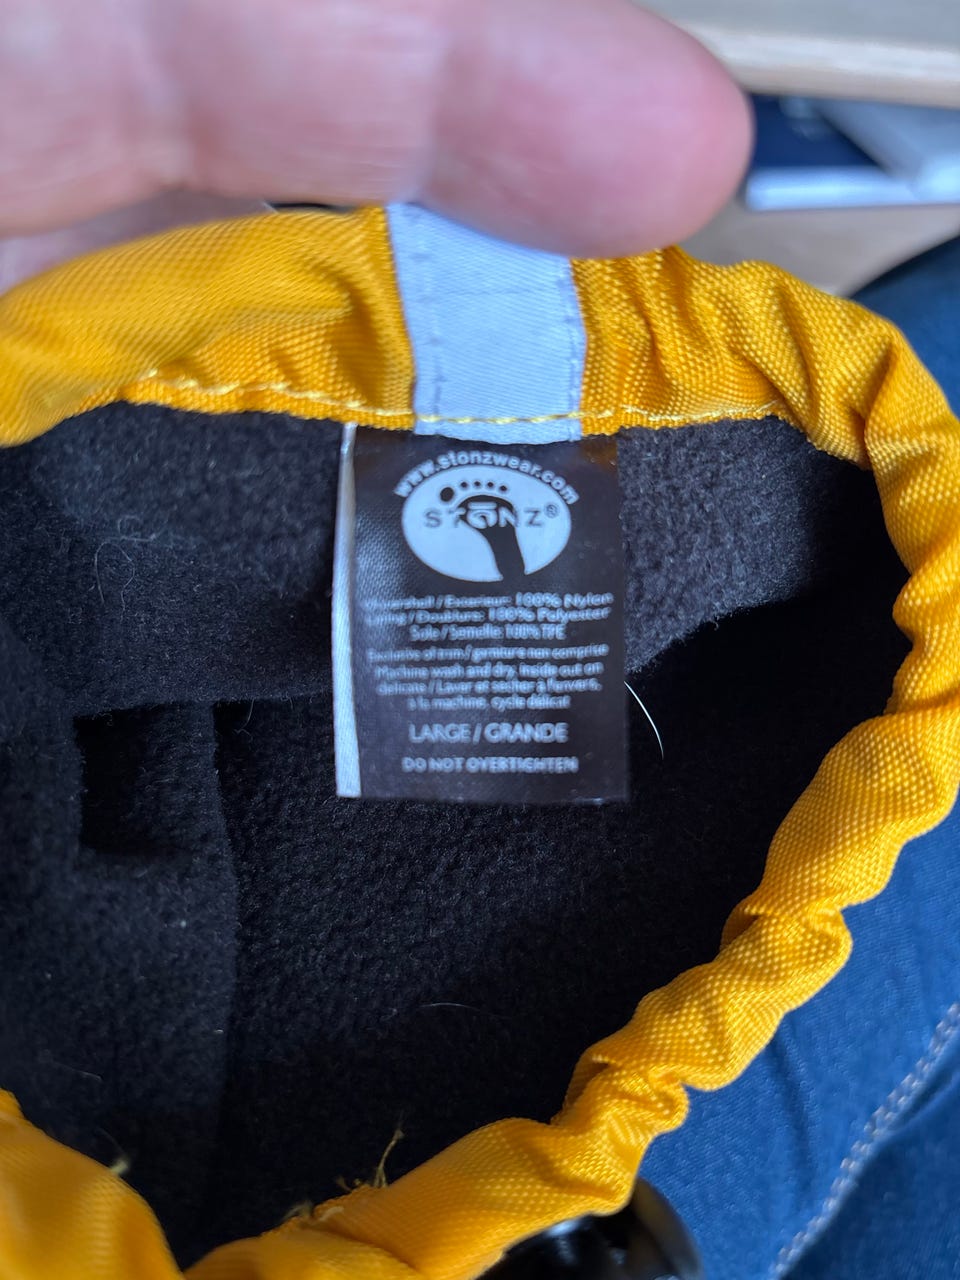 www.stonzwear.com
STONZ®
/ Exterieur: 100% Nylon
/ Doublure: 100% Polyester
Sole / Semelle: 100% TPE
Exclusive of trim / garniture non comprise
Machine wash and dry, inside out on
delicate / Laver et sécher à l'envers,
à la machine, cycle délicat
LARGE / GRANDE
DO NOT OVERTIGHTEN